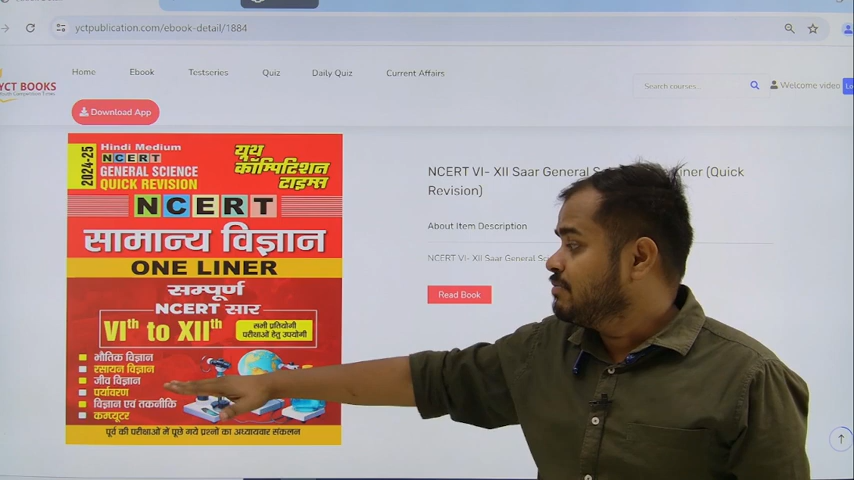 yctpublication.com/ebook-detail/1884
YCT BOOKS
Home
Ebook
Testseries
Quiz
Daily Quiz
Current Affairs
Search courses..
Welcome video
Download App
2024-25
Hindi Medium
NCERT
GENERAL SCIENCE
QUICK REVISION
यूथ
कॉम्पिटिशन
टाइम्स
NCERT
सामान्य विज्ञान
ONE LINER
सम्पूर्ण
NCERT सार
VIth to XIIth
सभी प्रतियोगी
परीक्षाओं हेतु उपयोगी
भौतिक विज्ञान
रसायन विज्ञान
जीव विज्ञान
पर्यावरण
विज्ञान एवं तकनीकि
कम्प्यूटर
पूर्व की परीक्षाओं में पूछे गये प्रश्नों का अध्यायवार संकलन
NCERT VI- XII Saar General
(Quick
Revision)
About Item Description
NCERT VI- XII Saar General
Read Book